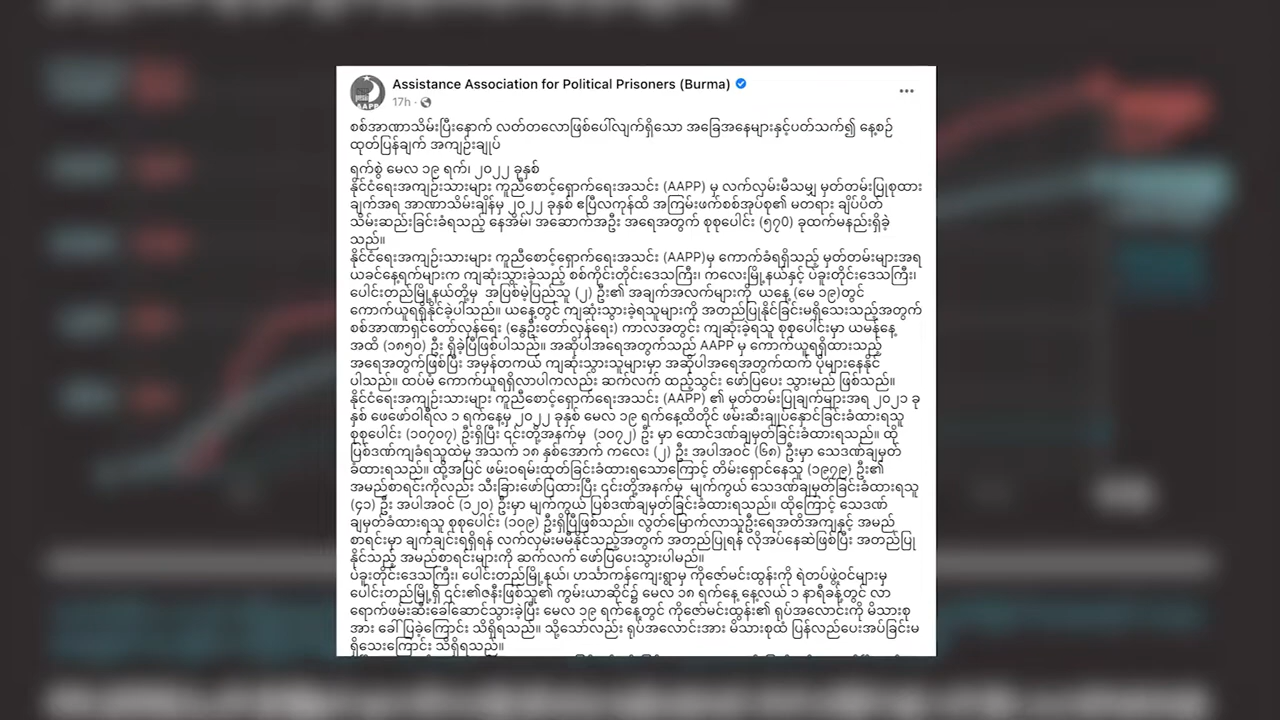 Assistance Association for Political Prisoners (Burma)
17h ·
စစ်အာဏာသိမ်းပြီးနောက် လတ်တလောဖြစ်ပေါ်လျက်ရှိသော အခြေအနေများနှင့်ပတ်သက်၍ နေ့စဉ်
ထုတ်ပြန်ချက် အကျဉ်းချုပ်
ရက်စွဲ မေလ ၁၉ ရက်၊ ၂၀၂၂ ခုနှစ်
နိုင်ငံရေးအကျဉ်းသားများ ကူညီစောင့်ရှောက်ရေးအသင်း (AAPP) မှ လက်လှမ်းမီသမျှ မှတ်တမ်းပြုစုထား
ချက်အရ အာဏာသိမ်းချိန်မှ ၂၀၂၂ ခုနှစ် ဧပြီလကုန်ထိ အကြမ်းဖက်စစ်အုပ်စု၏ မတရား ချိပ်ပိတ်
သိမ်းဆည်းခြင်းခံရသည့် နေအိမ်၊ အဆောက်အဦး အရေအတွက် စုစုပေါင်း (၅၇၀) ခုထက်မနည်းရှိခဲ့
သည်။
နိုင်ငံရေးအကျဉ်းသားများ ကူညီစောင့်ရှောက်ရေးအသင်း (AAPP)မှ ကောက်ခံရရှိသည့် မှတ်တမ်းများအရ
ယခင်နေ့ရက်များက ကျဆုံးသွားခဲ့သည့် စစ်ကိုင်းတိုင်းဒေသကြီး၊ ကလေးမြို့နယ်နှင့် ပဲခူးတိုင်းဒေသကြီး၊
ပေါင်းတည်မြို့နယ်တို့မှ အပြစ်မဲ့ပြည်သူ (၂) ဦး၏ အချက်အလက်များကို ယနေ့ (မေ ၁၉)တွင်
ကောက်ယူရရှိနိုင်ခဲ့ပါသည်။ ယနေ့တွင် ကျဆုံးသွားခဲ့ရသူများကို အတည်ပြုနိုင်ခြင်းမရှိသေးသည့်အတွက်
စစ်အာဏာရှင်တော်လှန်ရေး (နွေဦးတော်လှန်ရေး) ကာလအတွင်း ကျဆုံးခဲ့ရသူ စုစုပေါင်းမှာ ယမန်နေ့
အထိ (၁၈၅၀) ဦး ရှိခဲ့ပြီဖြစ်ပါသည်။ အဆိုပါအရေအတွက်သည် AAPP မှ ကောက်ယူရရှိထားသည့်
အရေအတွက်ဖြစ်ပြီး အမှန်တကယ် ကျဆုံးသွားသူများမှာ အဆိုပါအရေအတွက်ထက် ပိုများနေနိုင်
ပါသည်။ ထပ်မံ ကောက်ယူရရှိလာပါကလည်း ဆက်လက် ထည့်သွင်း ဖော်ပြပေး သွားမည် ဖြစ်သည်။
နိုင်ငံရေးအကျဉ်းသားများ ကူညီစောင့်ရှောက်ရေးအသင်း (AAPP) ၏ မှတ်တမ်းပြုချက်များအရ ၂၀၂၁ ခု
နှစ် ဖေဖော်ဝါရီလ ၁ ရက်နေ့မှ ၂၀၂၂ ခုနှစ် မေလ ၁၉ ရက်နေ့ထိတိုင် ဖမ်းဆီးချုပ်နှောင်ခြင်းခံထားရသူ
စုစုပေါင်း (၁၀၇၀၇) ဦးရှိပြီး ၎င်းတို့အနက်မှ (၁၀၇၂) ဦး မှာ ထောင်ဒဏ်ချမှတ်ခြင်းခံထားရသည်။ ထို
ပြစ်ဒဏ်ကျခံရသူထဲမှ အသက် ၁၈ နှစ်အောက် ကလေး (၂) ဦး အပါအဝင် (၆၈) ဦးမှာ သေဒဏ်ချမှတ်
ခံထားရသည်။ ထို့အပြင် ဖမ်းဝရမ်းထုတ်ခြင်းခံထားရသောကြောင့် တိမ်းရှောင်နေသူ (၁၉၇၉) ဦး၏
အမည်စာရင်းကိုလည်း သီးခြားဖော်ပြထားပြီး ၎င်းတို့အနက်မှ မျက်ကွယ် သေဒဏ်ချမှတ်ခြင်းခံထားရသူ
(၄၁) ဦး အပါအဝင် (၁၂၀) ဦးမှာ မျက်ကွယ် ပြစ်ဒဏ်ချမှတ်ခြင်းခံထားရသည်။ ထို့ကြောင့် သေဒဏ်
ချမှတ်ခံထားရသူ စုစုပေါင်း (၁၀၉) ဦးရှိပြီဖြစ်သည်။ လွတ်မြောက်လာသူဦးရေအတိအကျနှင့် အမည်
စာရင်းမှာ ချက်ချင်းရရှိရန် လက်လှမ်းမမီနိုင်သည့်အတွက် အတည်ပြုရန် လိုအပ်နေဆဲဖြစ်ပြီး အတည်ပြု
နိုင်သည့် အမည်စာရင်းများကို ဆက်လက် ဖော်ပြပေးသွားပါမည်။
ပဲခူးတိုင်းဒေသကြီး၊ ပေါင်းတည်မြို့နယ်၊ ဟင်္သာကန်ကျေးရွာမှ ကိုဇော်မင်းထွန်းကို ရဲတပ်ဖွဲ့ဝင်များမှ
ပေါင်းတည်မြို့ရှိ ၎င်း၏ဇနီးဖြစ်သူ၏ ကွမ်းယာဆိုင်၌ မေလ ၁၈ ရက်နေ့ နေ့လယ် ၁ နာရီခန့်တွင် လာ
ရောက်ဖမ်းဆီးခေါ်ဆောင်သွားခဲ့ပြီး မေလ ၁၉ ရက်နေ့တွင် ကိုဇော်မင်းထွန်း၏ ရုပ်အလောင်းကို မိသားစု
အား ခေါ်ပြခဲ့ကြောင်း သိရှိရသည်။ သို့သော်လည်း ရုပ်အလောင်းအား မိသားစုထံ ပြန်လည်ပေးအပ်ခြင်းမ
ရှိသေးကြောင်း သိရှိရသည်။